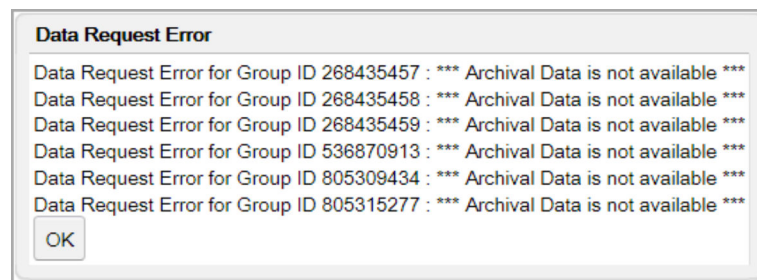 Data Request Error
Data Request Error for Group ID 268435457 : *** Archival Data is not available ***
Data Request Error for Group ID 268435458 : *** Archival Data is not available ***
Data Request Error for Group ID 268435459 : *** Archival Data is not available ***
Data Request Error for Group ID 536870913 : *** Archival Data is not available ***
Data Request Error for Group ID 805309434 : *** Archival Data is not available ***
Data Request Error for Group ID 805315277 : *** Archival Data is not available ***
OK